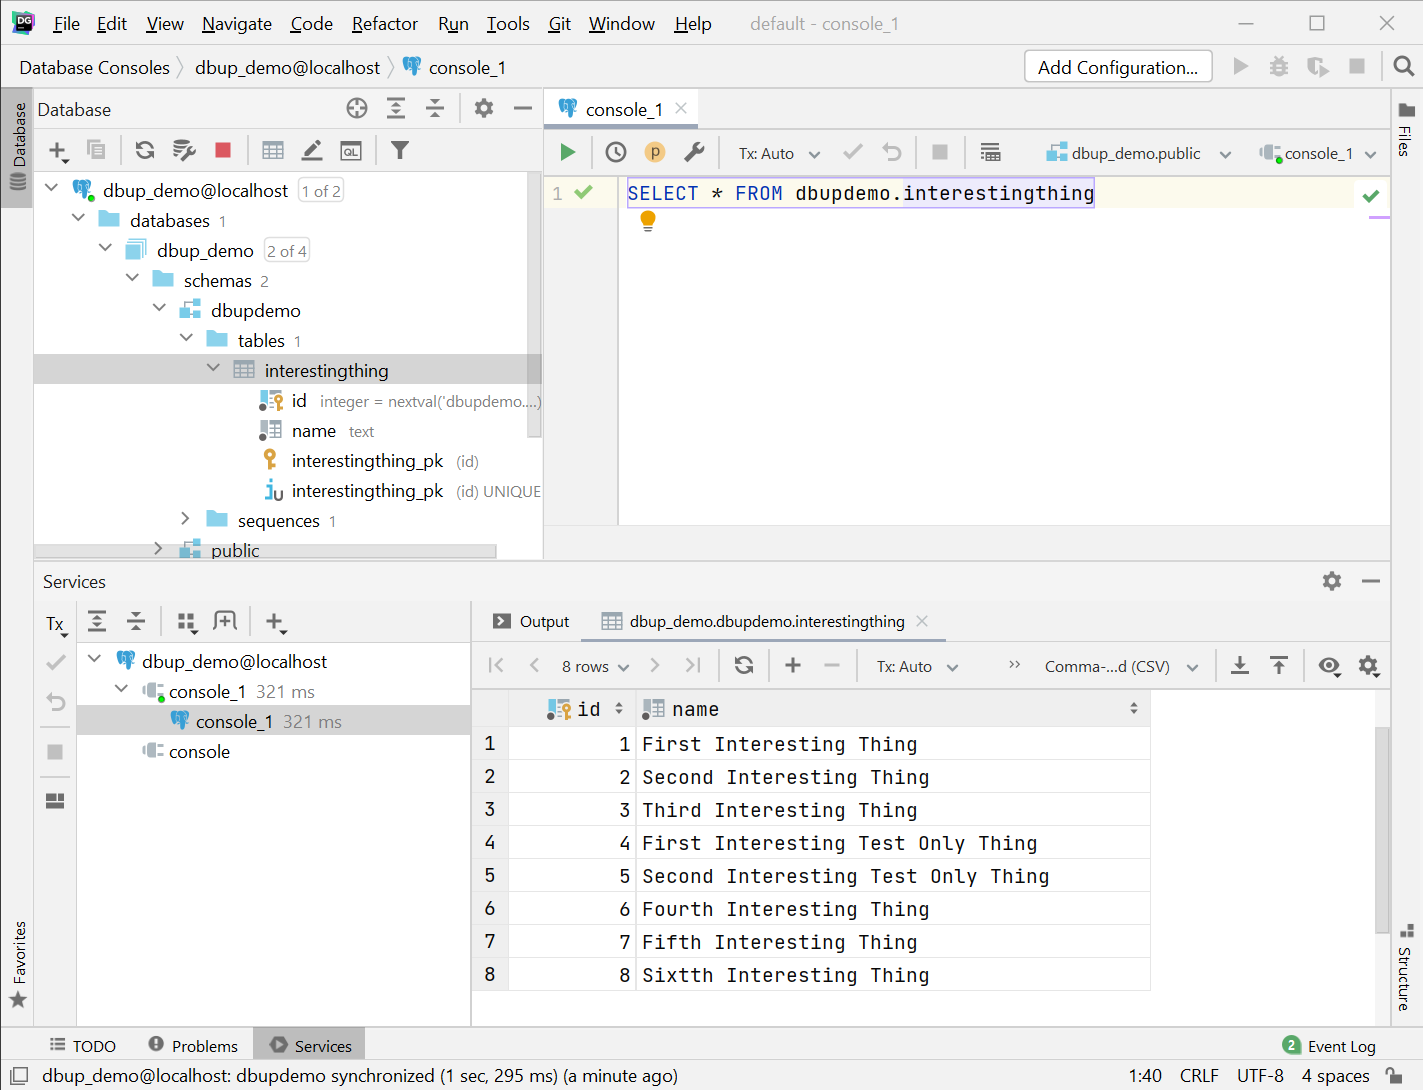 DG File Edit View Navigate Code Refactor Run Tools Git Window Help default - console_1
Database Consoles dbup_demo@localhost console_1 Add Configuration...
Database
Database
console_1
Files
QL
p Tx: Auto dbup_demo.public console_1
dbup_demo@localhost 1 of 2
databases 1
dbup_demo 2 of 4
schemas 2
dbupdemo
tables 1
interestingthing
id integer = nextval('dbupdemo....)
name text
interestingthing_pk (id)
interestingthing_pk (id) UNIQUE
sequences 1
public
1 SELECT * FROM dbupdemo.interestingthing
Services
Tx
dbup_demo@localhost
console_1 321 ms
console_1 321 ms
console
Output dbup_demo.dbupdemo.interestingthing
8 rows Tx: Auto Comma-...d (CSV)
id name
1 1 First Interesting Thing
2 2 Second Interesting Thing
3 3 Third Interesting Thing
4 4 First Interesting Test Only Thing
5 5 Second Interesting Test Only Thing
6 6 Fourth Interesting Thing
7 7 Fifth Interesting Thing
8 8 Sixtth Interesting Thing
Favorites
Structure
TODO Problems Services 2 Event Log
dbup_demo@localhost: dbupdemo synchronized (1 sec, 295 ms) (a minute ago) 1:40 CRLF UTF-8 4 spaces